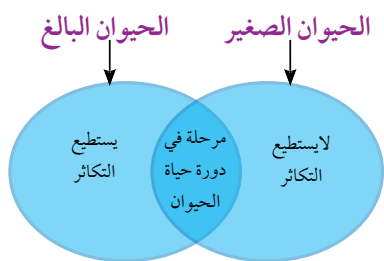 الحيوان الصغير
الحيوان البالغ
لايستطيع
التكاثر
مرحلة في
دورة حياة
الحيوان
يستطيع
التكاثر